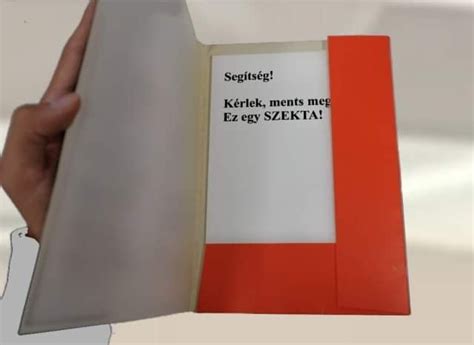 Segítség!
Kérlek, ments meg
Ez egy SZEKTA!